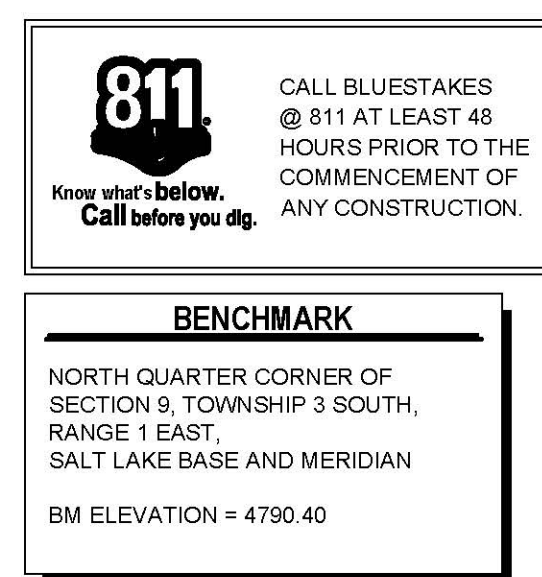 811
Know what's below.
Call before you dig.
CALL BLUESTAKES
@ 811 AT LEAST 48
HOURS PRIOR TO THE
COMMENCEMENT OF
ANY CONSTRUCTION.
BENCHMARK
NORTH QUARTER CORNER OF
SECTION 9, TOWNSHIP 3 SOUTH,
RANGE 1 EAST,
SALT LAKE BASE AND MERIDIAN
BM ELEVATION = 4790.40